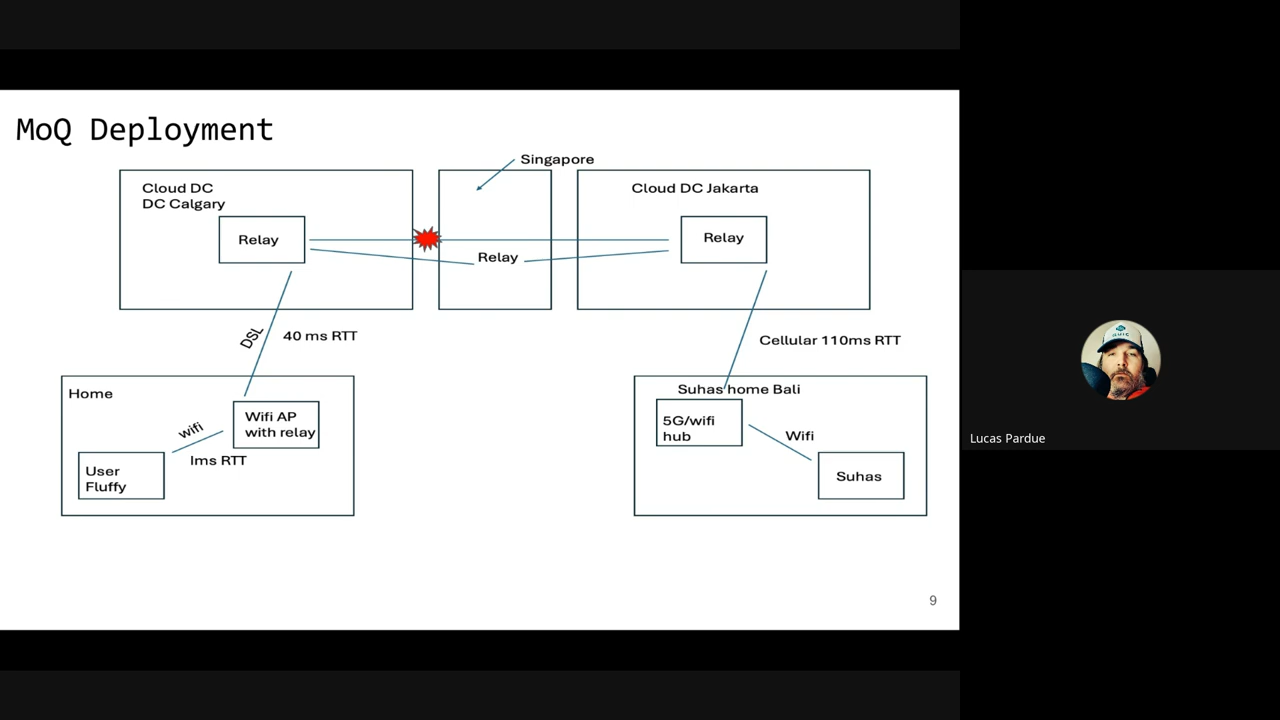 MoQ Deployment
Singapore
Cloud DC
DC Calgary
Cloud DC Jakarta
Relay
Relay
Relay
DSL
40 ms RTT
Cellular 110ms RTT
Home
Suhas home Bali
Wifi AP
with relay
5G/wifi
hub
wifi
Wifi
lms RTT
User
Fluffy
Suhas
9
Lucas Pardue